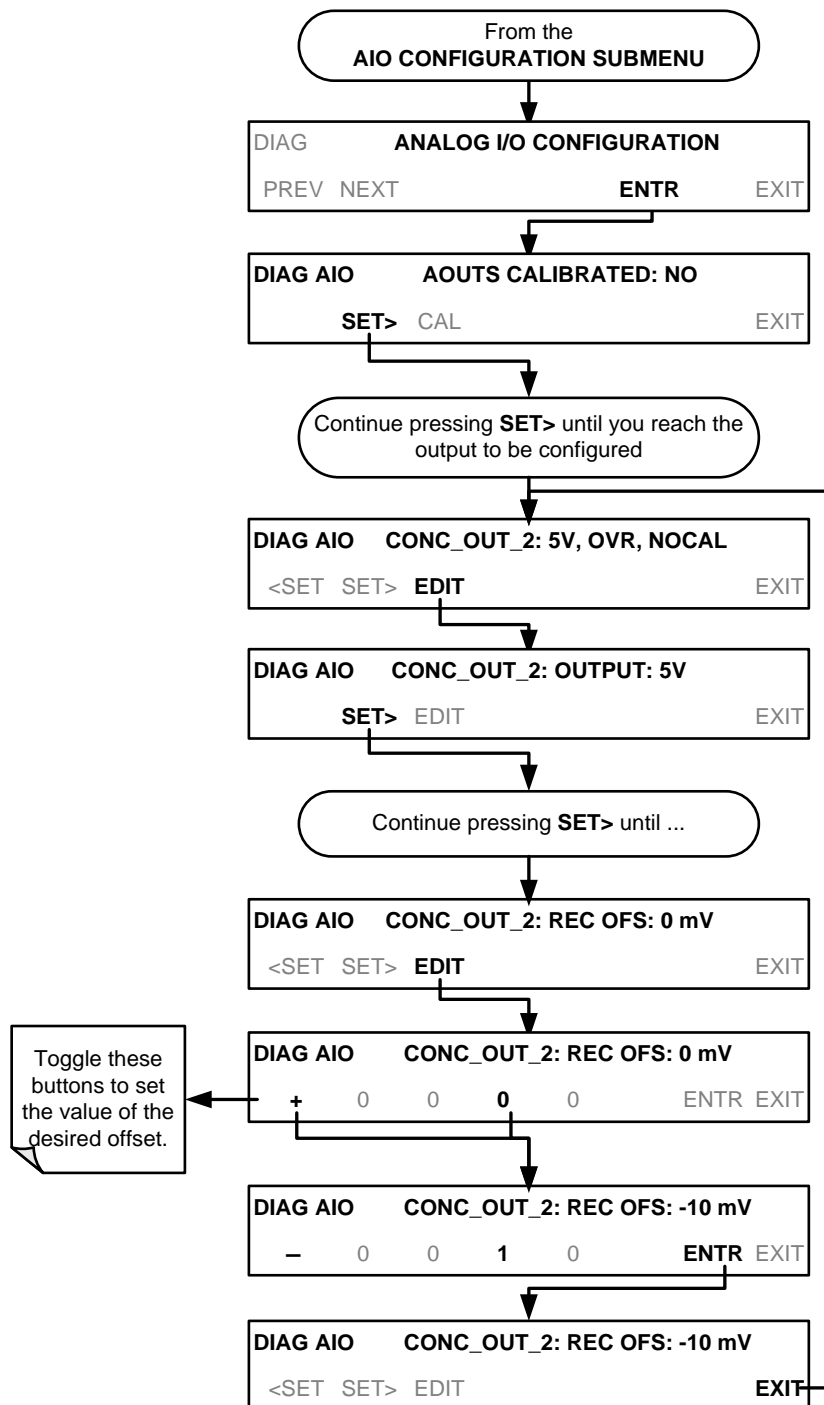 From the
AIO CONFIGURATION SUBMENU
DIAG ANALOG I/O CONFIGURATION
PREV NEXT ENTR EXIT
DIAG AIO AOUTS CALIBRATED: NO
SET> CAL EXIT
Continue pressing SET> until you reach the
output to be configured
DIAG AIO CONC_OUT_2: 5V, OVR, NOCAL
<SET SET> EDIT EXIT
DIAG AIO CONC_OUT_2: OUTPUT: 5V
SET> EDIT EXIT
Continue pressing SET> until ...
DIAG AIO CONC_OUT_2: REC OFS: 0 mV
<SET SET> EDIT EXIT
Toggle these
buttons to set
the value of the
desired offset.
DIAG AIO CONC_OUT_2: REC OFS: 0 mV
+ 0 0 0 0 ENTR EXIT
DIAG AIO CONC_OUT_2: REC OFS: -10 mV
– 0 0 1 0 ENTR EXIT
DIAG AIO CONC_OUT_2: REC OFS: -10 mV
<SET SET> EDIT EXIT